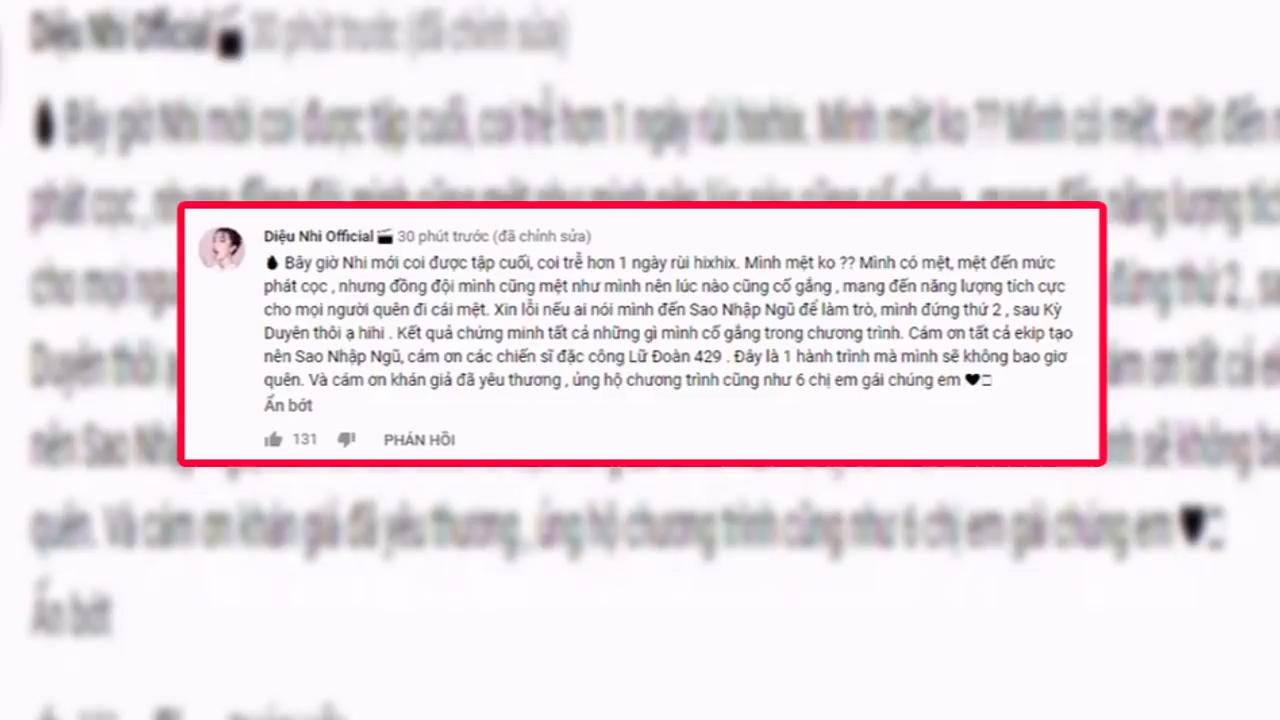 Diệu Nhi Official 30 phút trước (đã chỉnh sửa)
Bây giờ Nhi mới coi được tập cuối, coi trễ hơn 1 ngày rùi hixhix. Mình mệt ko ?? Mình có mệt, mệt đến mức
phát cọc , nhưng đồng đội mình cũng mệt như mình nên lúc nào cũng cố gắng , mang đến năng lượng tích cực
cho mọi người quên đi cái mệt. Xin lỗi nếu ai nói mình đến Sao Nhập Ngũ để làm trò, mình đứng thứ 2 , sau Kỳ
Duyên thôi ạ hihi . Kết quả chứng minh tất cả những gì mình cố gắng trong chương trình. Cám ơn tất cả ekip tạo
nên Sao Nhập Ngũ, cám ơn các chiến sĩ đặc công Lữ Đoàn 429 . Đây là 1 hành trình mà mình sẽ không bao giơ
quên. Và cám ơn khán giả đã yêu thương , ủng hộ chương trình cũng như 6 chị em gái chúng em ♥
Ẩn bớt
131 PHẢN HỒI